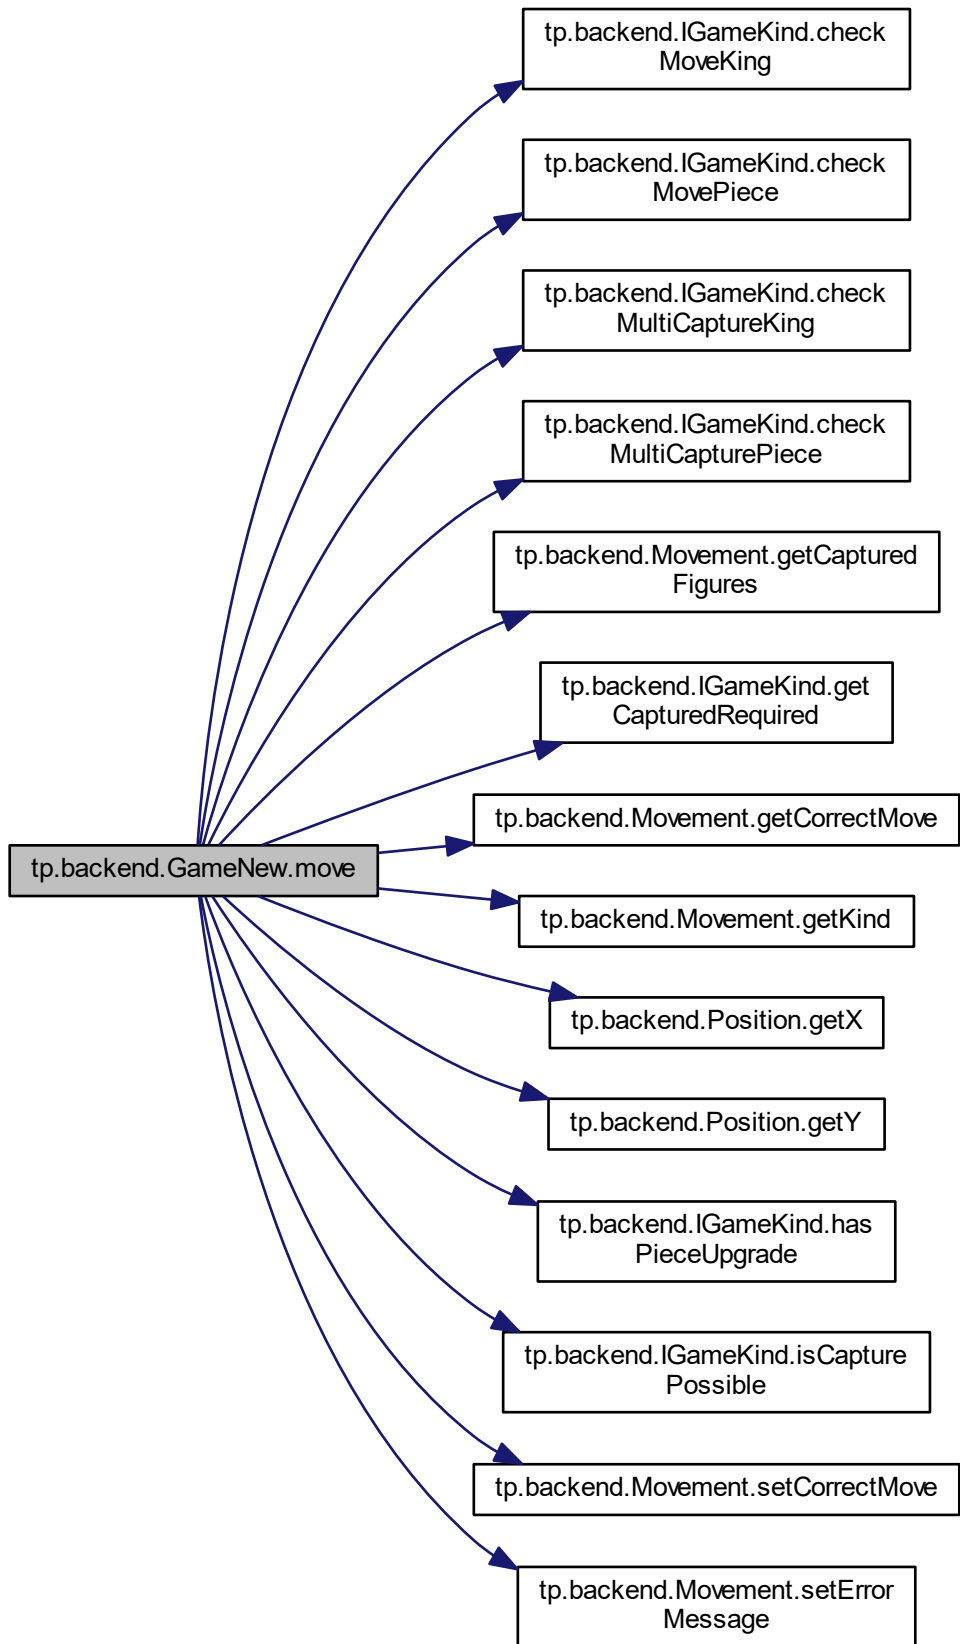 tp.backend.IGameKind.check
MoveKing
tp.backend.IGameKind.check
MovePiece
tp.backend.IGameKind.check
MultiCaptureKing
tp.backend.IGameKind.check
MultiCapturePiece
tp.backend.Movement.getCaptured
Figures
tp.backend.IGameKind.get
CapturedRequired
tp.backend.Movement.getCorrectMove
tp.backend.GameNew.move
tp.backend.Movement.getKind
tp.backend.Position.getX
tp.backend.Position.getY
tp.backend.IGameKind.has
PieceUpgrade
tp.backend.IGameKind.isCapture
Possible
tp.backend.Movement.setCorrectMove
tp.backend.Movement.setError
Message